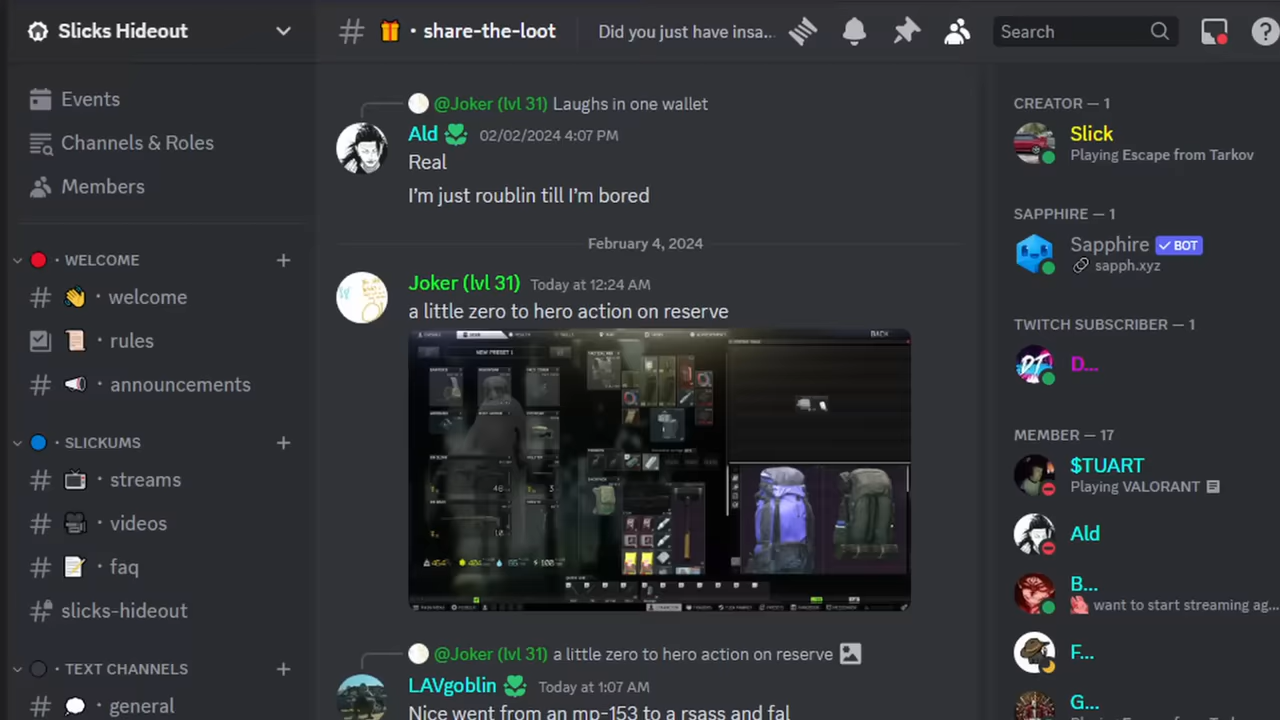 Slicks Hideout
Events
Channels & Roles
Members
WELCOME
welcome
rules
announcements
SLICKUMS
streams
videos
faq
slicks-hideout
TEXT CHANNELS
general
# 🎁 • share-the-loot
Did you just have insa...
Search
@Joker (lvl 31) Laughs in one wallet
Ald 02/02/2024 4:07 PM
Real
I'm just roublin till I'm bored
February 4, 2024
Joker (lvl 31) Today at 12:24 AM
a little zero to hero action on reserve
BACK
NEW PRESET 1
@Joker (lvl 31) a little zero to hero action on reserve
LAVgoblin Today at 1:07 AM
Nice went from an mp-153 to a rsass and fal
CREATOR — 1
Slick
Playing Escape from Tarkov
SAPPHIRE — 1
Sapphire ✓ BOT
sapph.xyz
TWITCH SUBSCRIBER — 1
DT
D...
MEMBER — 17
$TUART
Playing VALORANT
Ald
B...
want to start streaming ag...
F...
G...